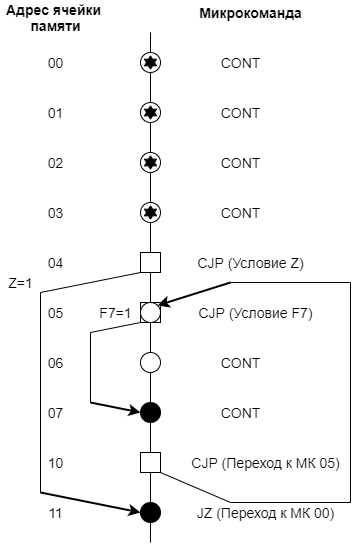 Адрес ячейки
памяти
Микрокоманда
00 CONT
01 CONT
02 CONT
03 CONT
04 CJP (Условие Z)
Z=1
05 F7=1 CJP (Условие F7)
06 CONT
07 CONT
10 CJP (Переход к МК 05)
11 JZ (Переход к МК 00)